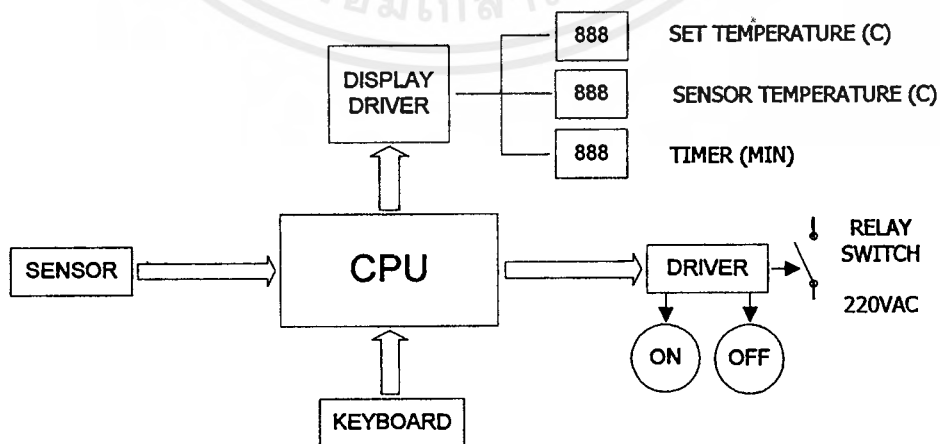 888 SET TEMPERATURE (C)
DISPLAY
DRIVER
888 SENSOR TEMPERATURE (C)
888 TIMER (MIN)
SENSOR
CPU
DRIVER
RELAY
SWITCH
220VAC
ON
OFF
KEYBOARD